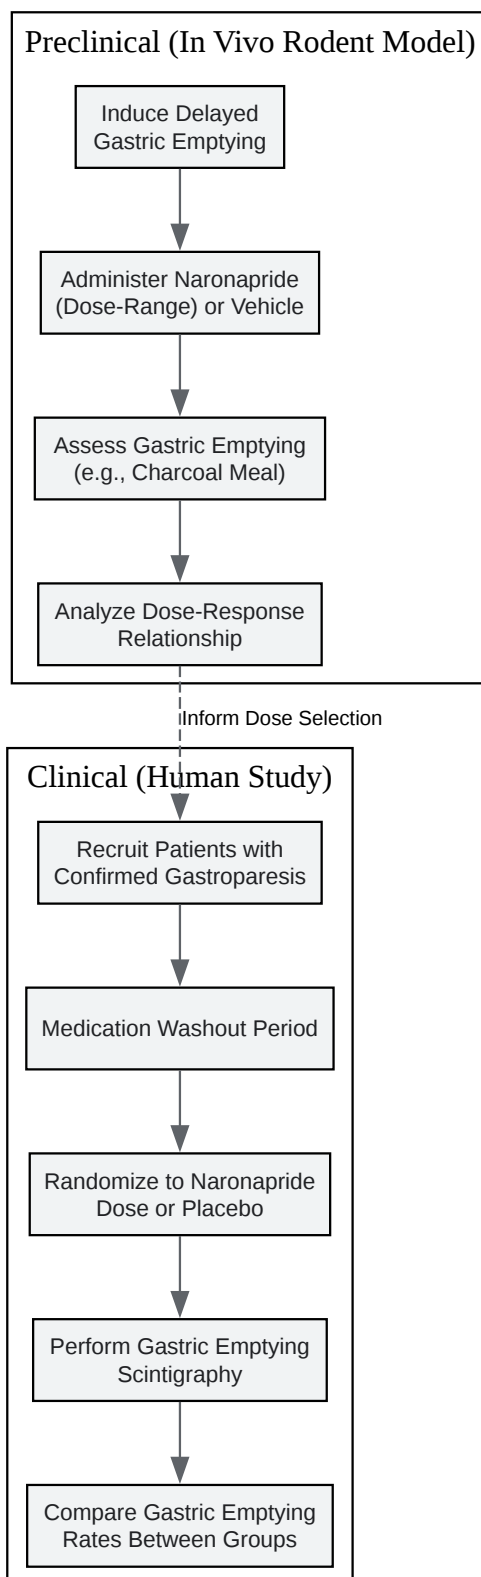 Preclinical (In Vivo Rodent Model)
Induce Delayed
Gastric Emptying
Administer Naronapride
(Dose-Range) or Vehicle
Assess Gastric Emptying
(e.g., Charcoal Meal)
Analyze Dose-Response
Relationship
Inform Dose Selection
Clinical (Human Study)
Recruit Patients with
Confirmed Gastroparesis
Medication Washout Period
Randomize to Naronapride
Dose or Placebo
Perform Gastric Emptying
Scintigraphy
Compare Gastric Emptying
Rates Between Groups